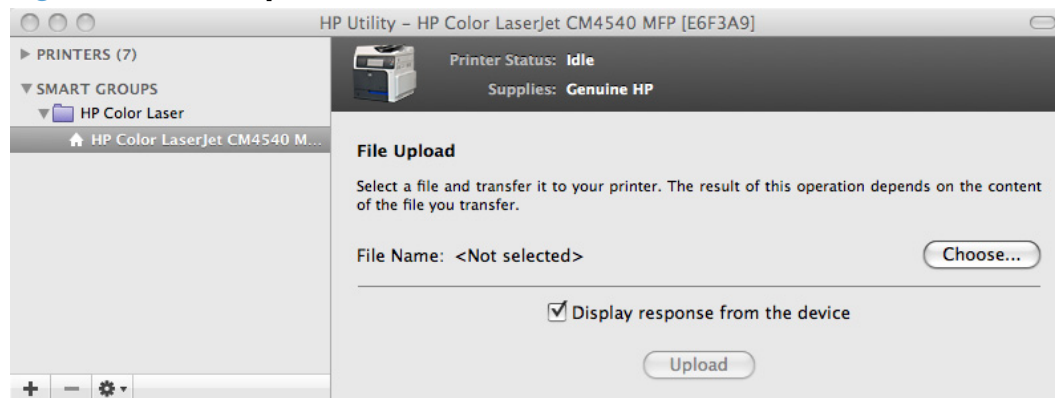 HP Utility – HP Color LaserJet CM4540 MFP [E6F3A9]
PRINTERS (7)
SMART GROUPS
HP Color Laser
HP Color LaserJet CM4540 M...
Printer Status: Idle
Supplies: Genuine HP
File Upload
Select a file and transfer it to your printer. The result of this operation depends on the content
of the file you transfer.
File Name: <Not selected>
Choose...
Display response from the device
Upload